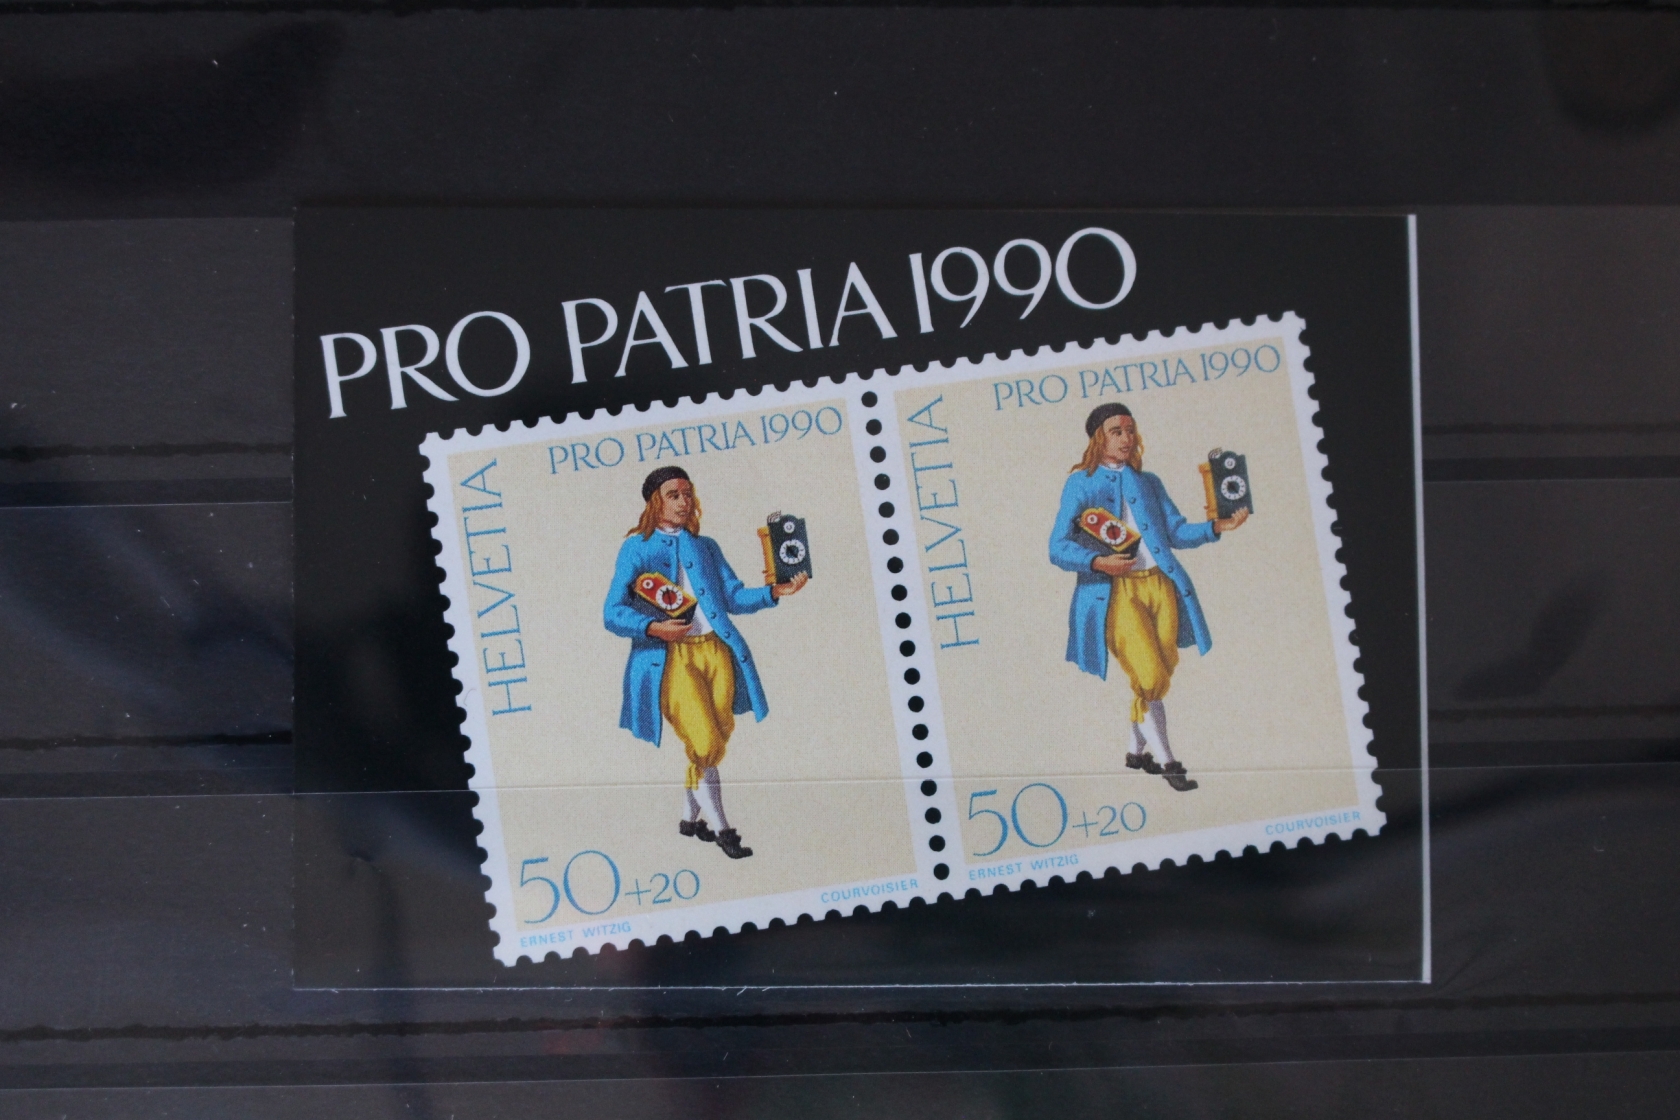 PRO PATRIA 1990
PRO PATRIA 1990
HELVETIA
50+20
ERNEST WITZIG
COURVOISIER
PRO PATRIA 1990
HELVETIA
50+20
ERNEST WITZIG
COURVOISIER